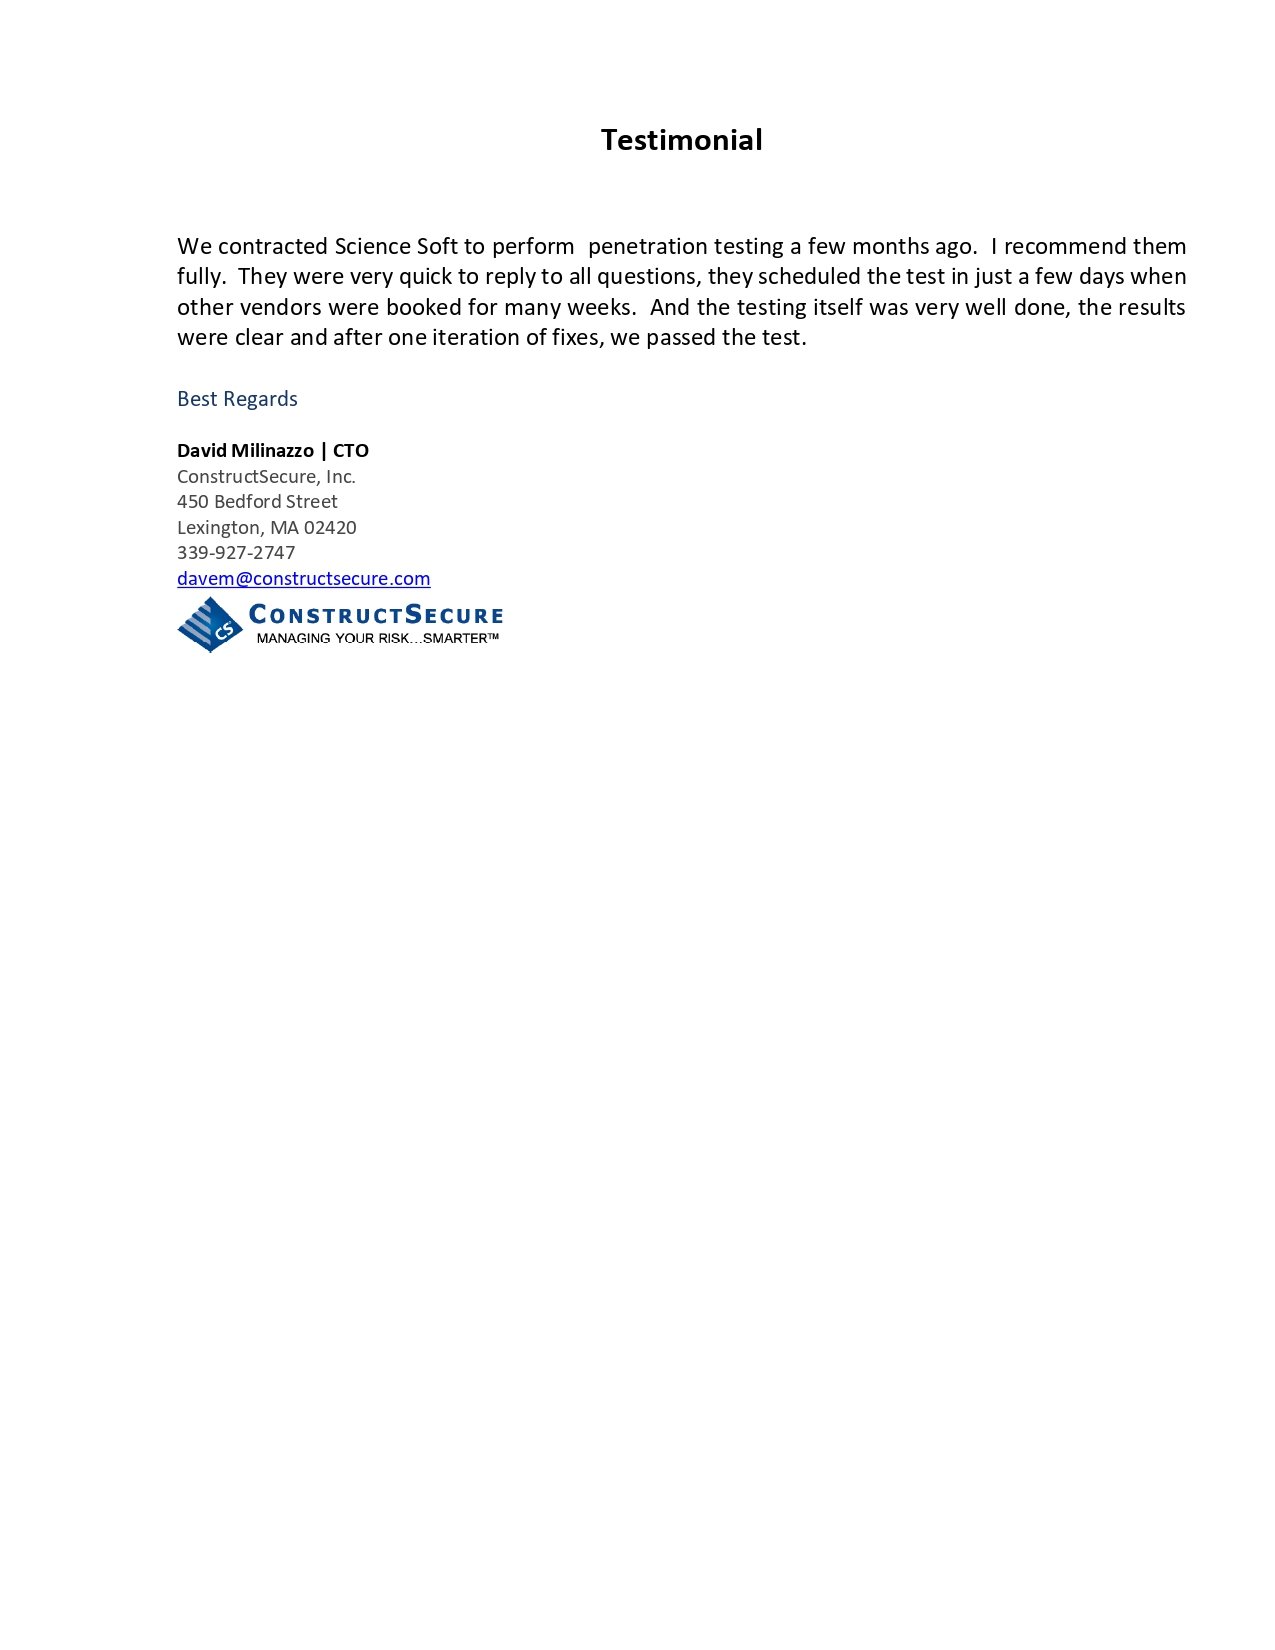 Testimonial
We contracted Science Soft to perform  penetration testing a few months ago.  I recommend them
fully.  They were very quick to reply to all questions, they scheduled the test in just a few days when
other vendors were booked for many weeks.  And the testing itself was very well done, the results
were clear and after one iteration of fixes, we passed the test.
Best Regards
David Milinazzo | CTO
ConstructSecure, Inc.
450 Bedford Street
Lexington, MA 02420
339-927-2747
davem@constructsecure.com
CS CONSTRUCTSECURE
MANAGING YOUR RISK...SMARTER™